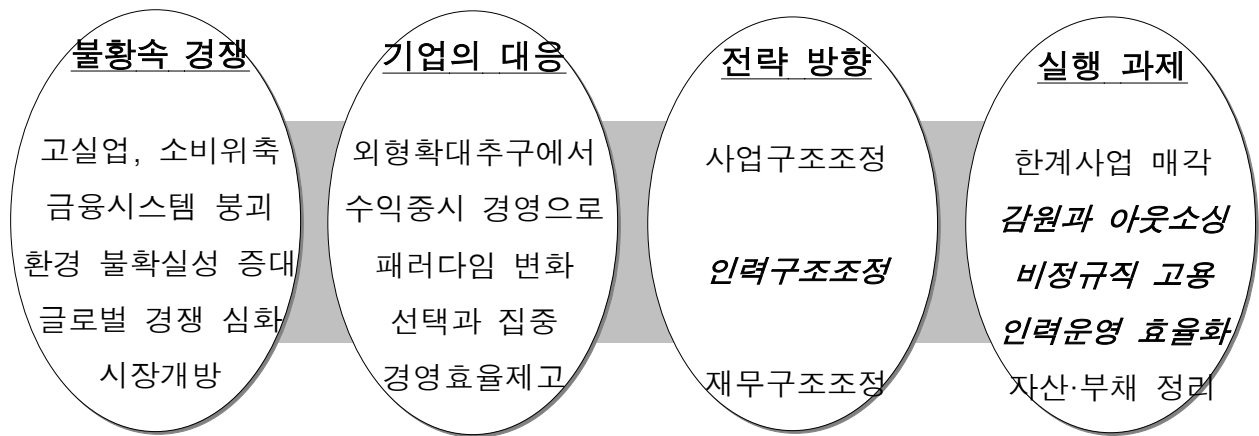 불황속 경쟁
고실업, 소비위축
금융시스템 붕괴
환경 불확실성 증대
글로벌 경쟁 심화
시장개방
기업의 대응
외형확대추구에서
수익중시 경영으로
패러다임 변화
선택과 집중
경영효율제고
전략 방향
사업구조조정
인력구조조정
재무구조조정
실행 과제
한계사업 매각
감원과 아웃소싱
비정규직 고용
인력운영 효율화
자산·부채 정리